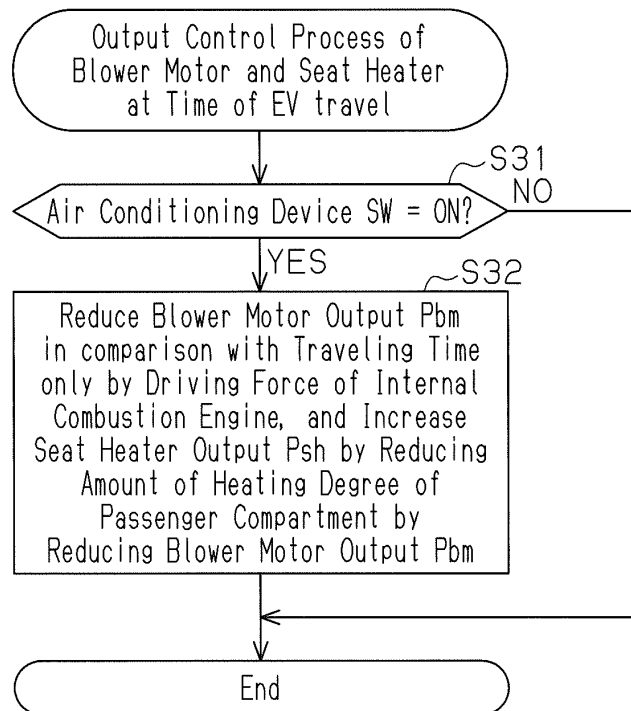 Output Control Process of
Blower Motor and Seat Heater
at Time of EV travel
S31
Air Conditioning Device SW = ON?
NO
YES
S32
Reduce Blower Motor Output Pbm
in comparison with Traveling Time
only by Driving Force of Internal
Combustion Engine, and Increase
Seat Heater Output Psh by Reducing
Amount of Heating Degree of
Passenger Compartment by
Reducing Blower Motor Output Pbm
End